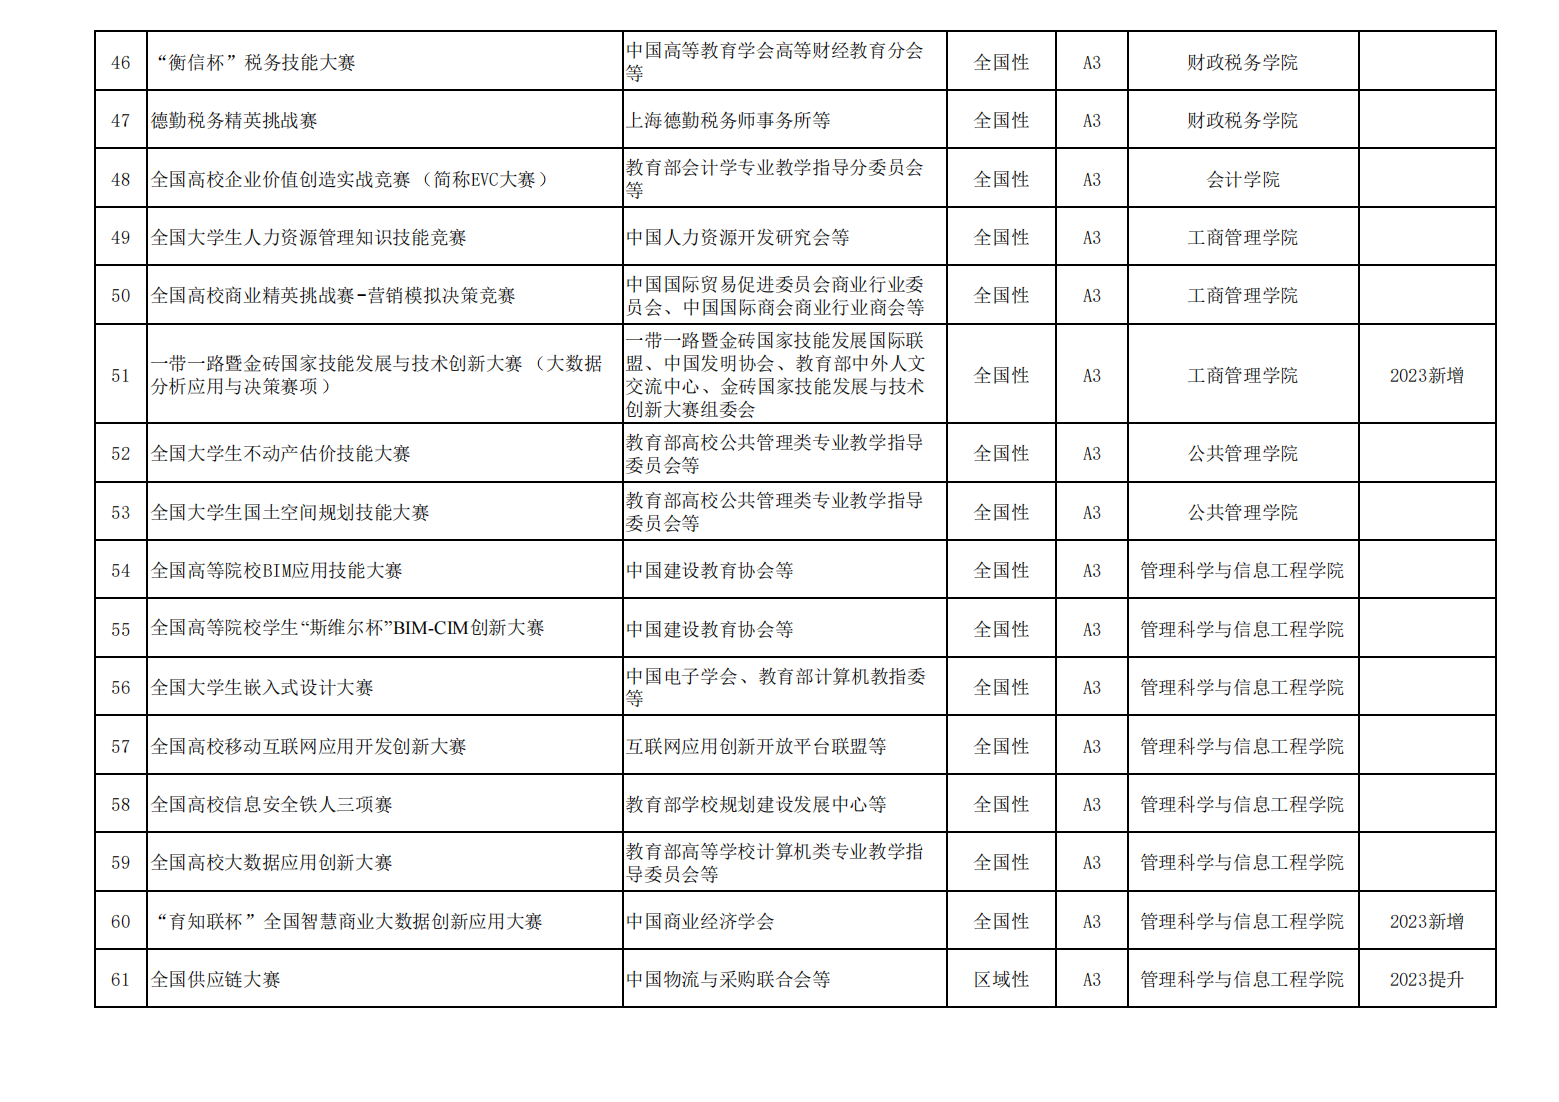 46 “衡信杯”税务技能大赛 中国高等教育学会高等财经教育分会 全国性 A3 财政税务学院
等
47 德勤税务精英挑战赛 上海德勤税务师事务所等 全国性 A3 财政税务学院
48 全国高校企业价值创造实战竞赛（简称EVC大赛） 教育部会计学专业教学指导分委员会 全国性 A3 会计学院
等
49 全国大学生人力资源管理知识技能竞赛 中国人力资源开发研究会等 全国性 A3 工商管理学院
50 全国高校商业精英挑战赛-营销模拟决策竞赛 中国国际贸易促进委员会商业行业委 全国性 A3 工商管理学院
员会、中国国际商会商业行业商会等
51 一带一路暨金砖国家技能发展与技术创新大赛（大数据 一带一路暨金砖国家技能发展国际联 全国性 A3 工商管理学院 2023新增
分析应用与决策赛项） 盟、中国发明协会、教育部中外人文
交流中心、金砖国家技能发展与技术
创新大赛组委会
52 全国大学生不动产估价技能大赛 教育部高校公共管理类专业教学指导 全国性 A3 公共管理学院
委员会等
53 全国大学生国土空间规划技能大赛 教育部高校公共管理类专业教学指导 全国性 A3 公共管理学院
委员会等
54 全国高等院校BIM应用技能大赛 中国建设教育协会等 全国性 A3 管理科学与信息工程学院
55 全国高等院校学生“斯维尔杯”BIM-CIM创新大赛 中国建设教育协会等 全国性 A3 管理科学与信息工程学院
56 全国大学生嵌入式设计大赛 中国电子学会、教育部计算机教指委 全国性 A3 管理科学与信息工程学院
等
57 全国高校移动互联网应用开发创新大赛 互联网应用创新开放平台联盟等 全国性 A3 管理科学与信息工程学院
58 全国高校信息安全铁人三项赛 教育部学校规划建设发展中心等 全国性 A3 管理科学与信息工程学院
59 全国高校大数据应用创新大赛 教育部高等学校计算机类专业教学指 全国性 A3 管理科学与信息工程学院
导委员会等
60 “育知联杯”全国智慧商业大数据创新应用大赛 中国商业经济学会 全国性 A3 管理科学与信息工程学院 2023新增
61 全国供应链大赛 中国物流与采购联合会等 区域性 A3 管理科学与信息工程学院 2023提升